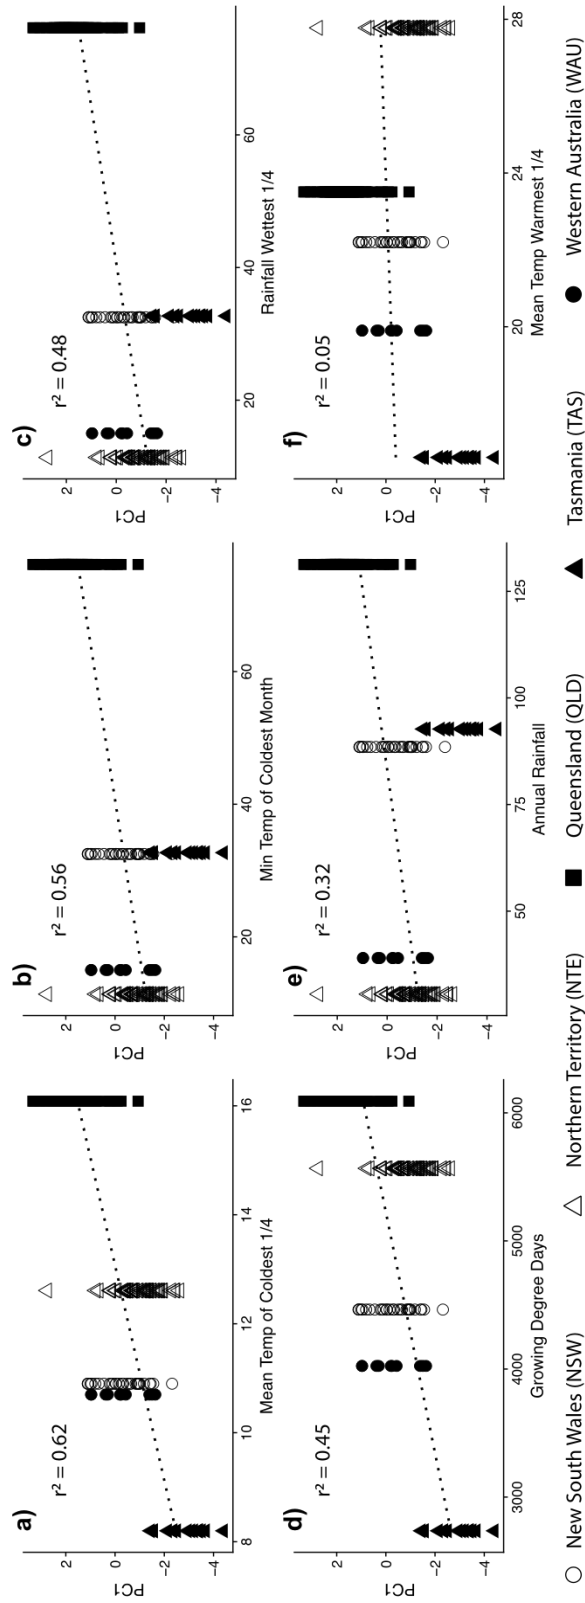 a)
r² = 0.62
PC1
2
0
−2
−4
8
10
12
14
16
Mean Temp of Coldest 1/4
b)
r² = 0.56
PC1
2
0
−2
−4
20
40
60
Min Temp of Coldest Month
c)
r² = 0.48
PC1
2
0
−2
−4
20
40
60
Rainfall Wettest 1/4
d)
r² = 0.45
PC1
2
0
−2
−4
3000
4000
5000
6000
Growing Degree Days
e)
r² = 0.32
PC1
2
0
−2
−4
50
75
100
125
Annual Rainfall
f)
r² = 0.05
PC1
2
0
−2
−4
20
24
28
Mean Temp Warmest 1/4
New South Wales (NSW)
Northern Territory (NTE)
Queensland (QLD)
Tasmania (TAS)
Western Australia (WAU)